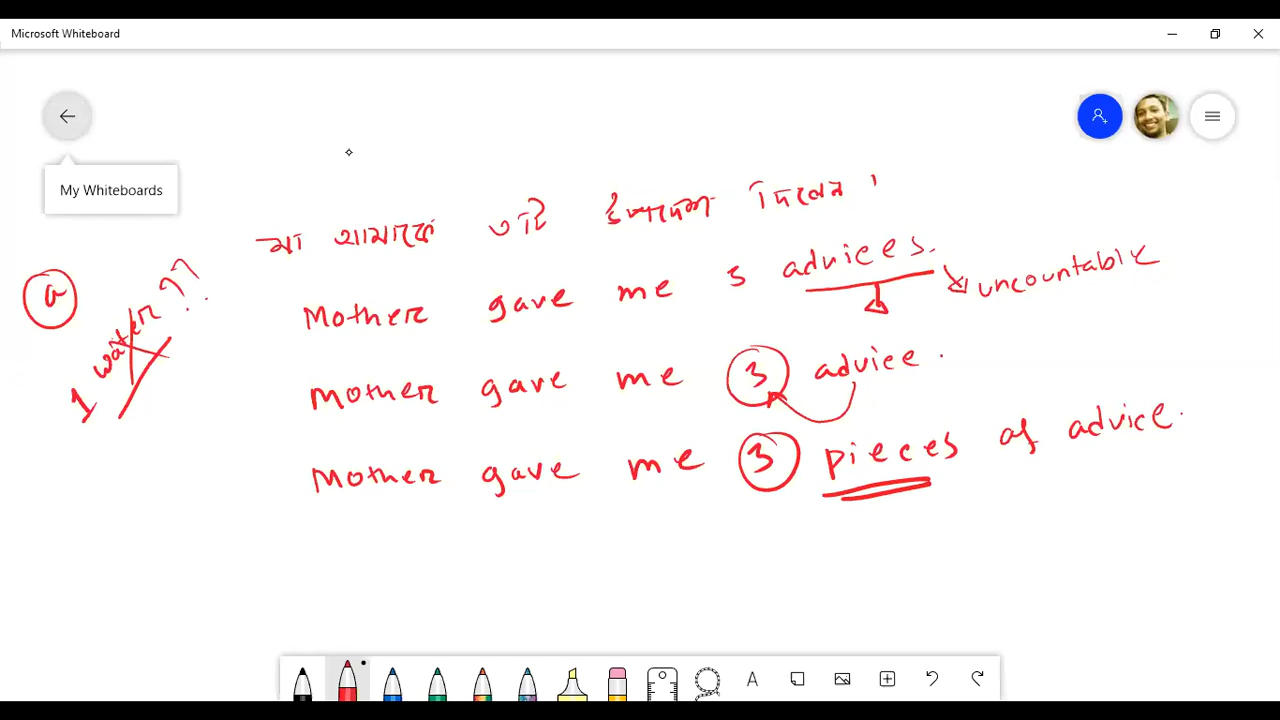 Microsoft Whiteboard
My Whiteboards
মা আমাকে ৩টি উপদেশ দিলেন ।
a
1 water ??
Mother gave me 3 advices.
uncountable
Mother gave me 3 advice.
Mother gave me 3 pieces of advice.
A